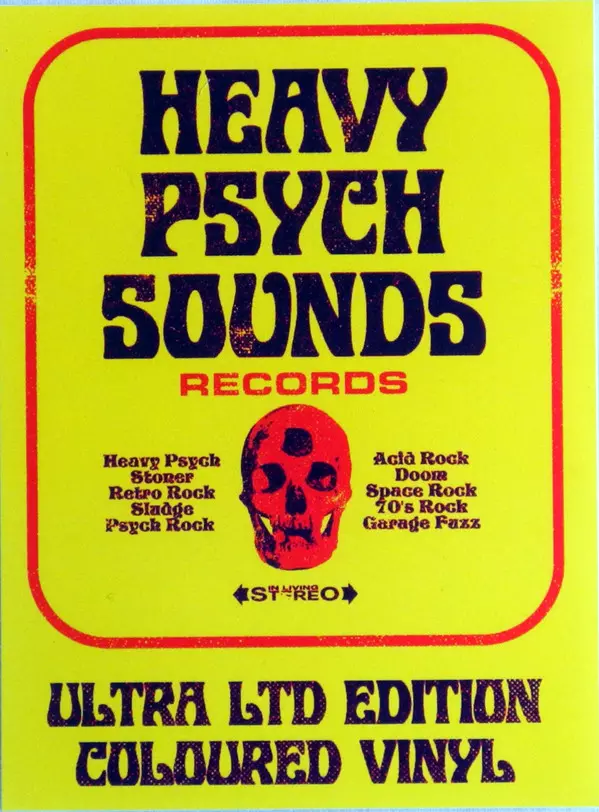 HEAVY
PSYCH
SOUNDS
RECORDS
Heavy Psych
Stoner
Retro Rock
Sludge
Psych Rock
Acid Rock
Doom
Space Rock
70's Rock
Garage Fuzz
IN LIVING
STEREO
ULTRA LTD EDITION
COLOURED VINYL